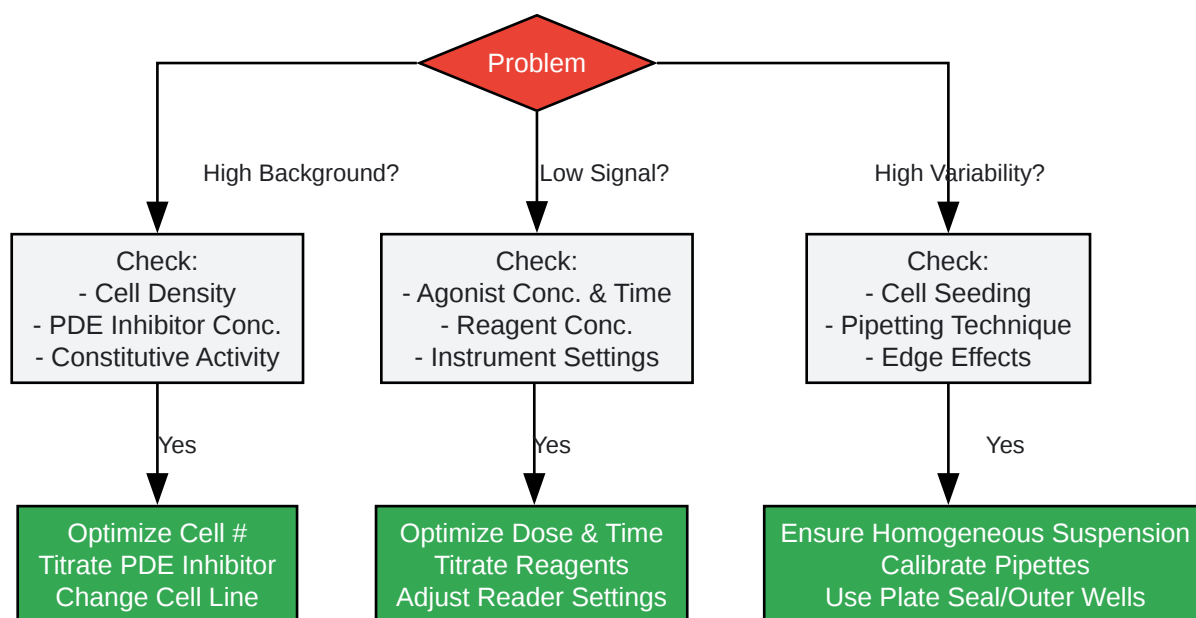 Problem
High Background?
Low Signal?
High Variability?
Check:
- Cell Density
- PDE Inhibitor Conc.
- Constitutive Activity
Check:
- Agonist Conc. & Time
- Reagent Conc.
- Instrument Settings
Check:
- Cell Seeding
- Pipetting Technique
- Edge Effects
Yes
Yes
Yes
Optimize Cell #
Titrate PDE Inhibitor
Change Cell Line
Optimize Dose & Time
Titrate Reagents
Adjust Reader Settings
Ensure Homogeneous Suspension
Calibrate Pipettes
Use Plate Seal/Outer Wells